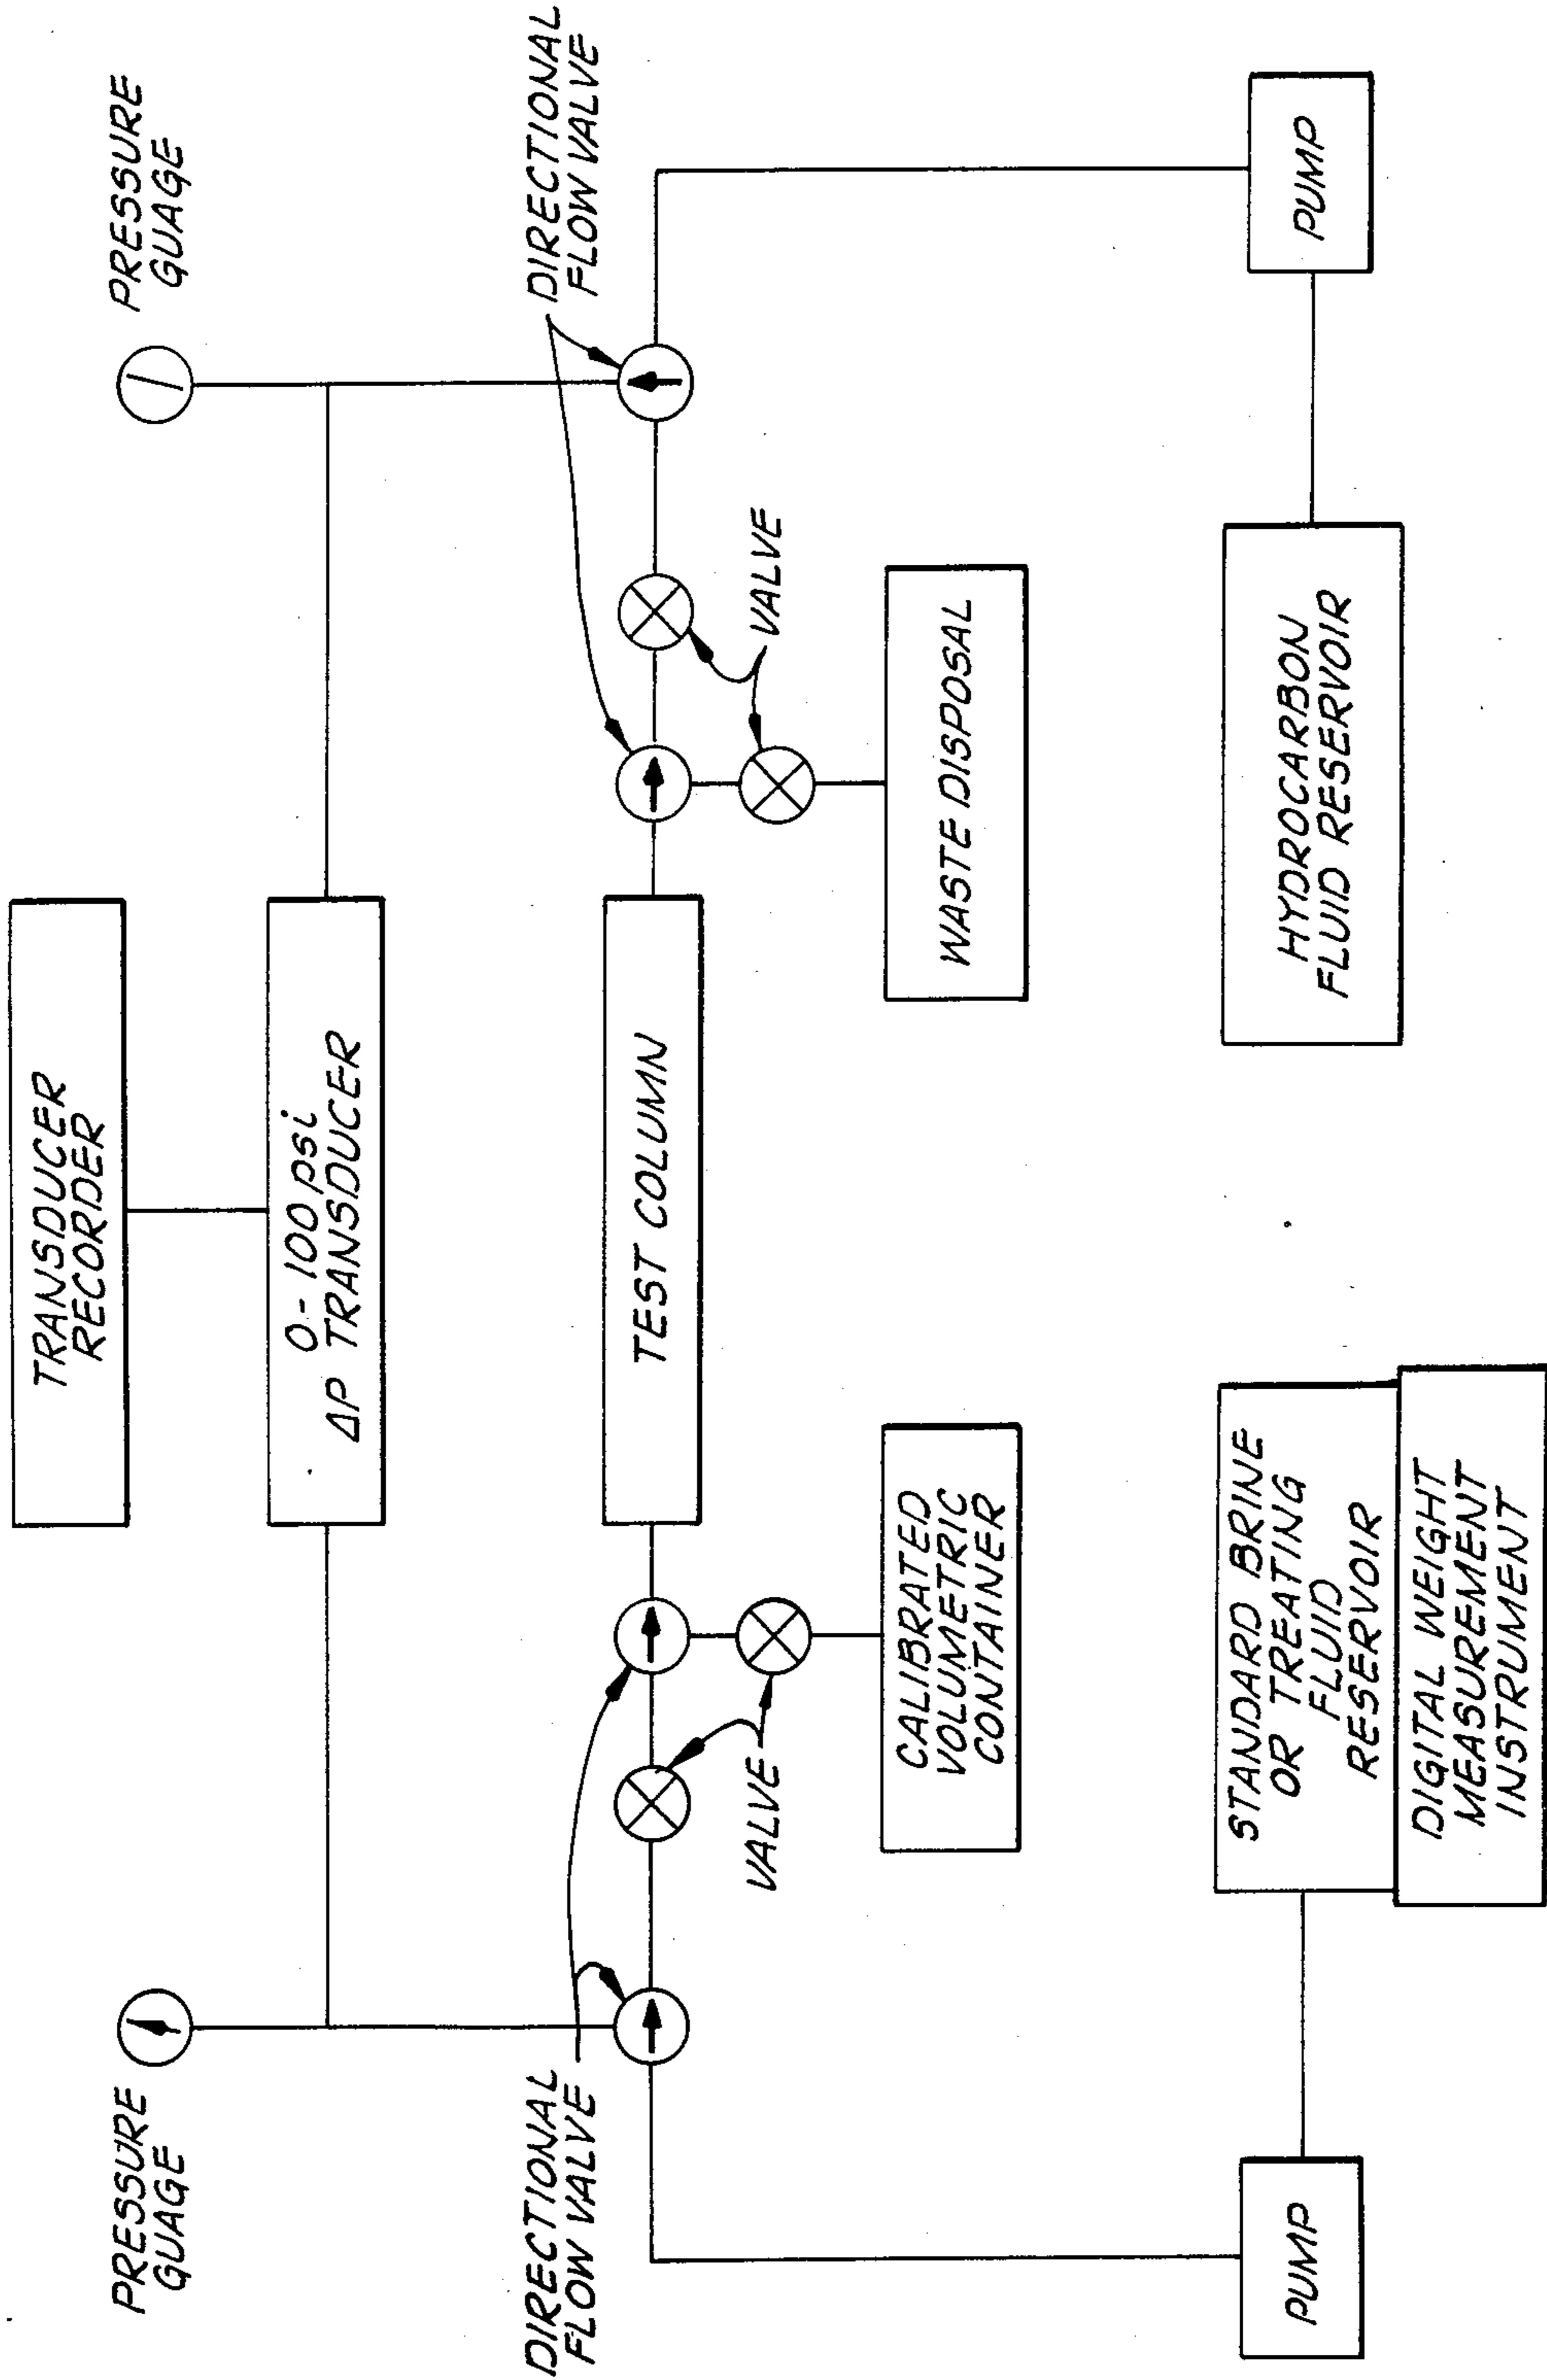 TRANSDUCER
RECORDER
PRESSURE
GUAGE
PRESSURE
GUAGE
0-100 psi
ΔP TRANSDUCER
DIRECTIONAL
FLOW VALVE
DIRECTIONAL
FLOW VALVE
TEST COLUMN
VALVE
VALVE
CALIBRATED
VOLUMETRIC
CONTAINER
WASTE DISPOSAL
PUMP
STANDARD BRINE
OR TREATING
FLUID
RESERVOIR
DIGITAL WEIGHT
MEASUREMENT
INSTRUMENT
HYDROCARBON
FLUID RESERVOIR
PUMP